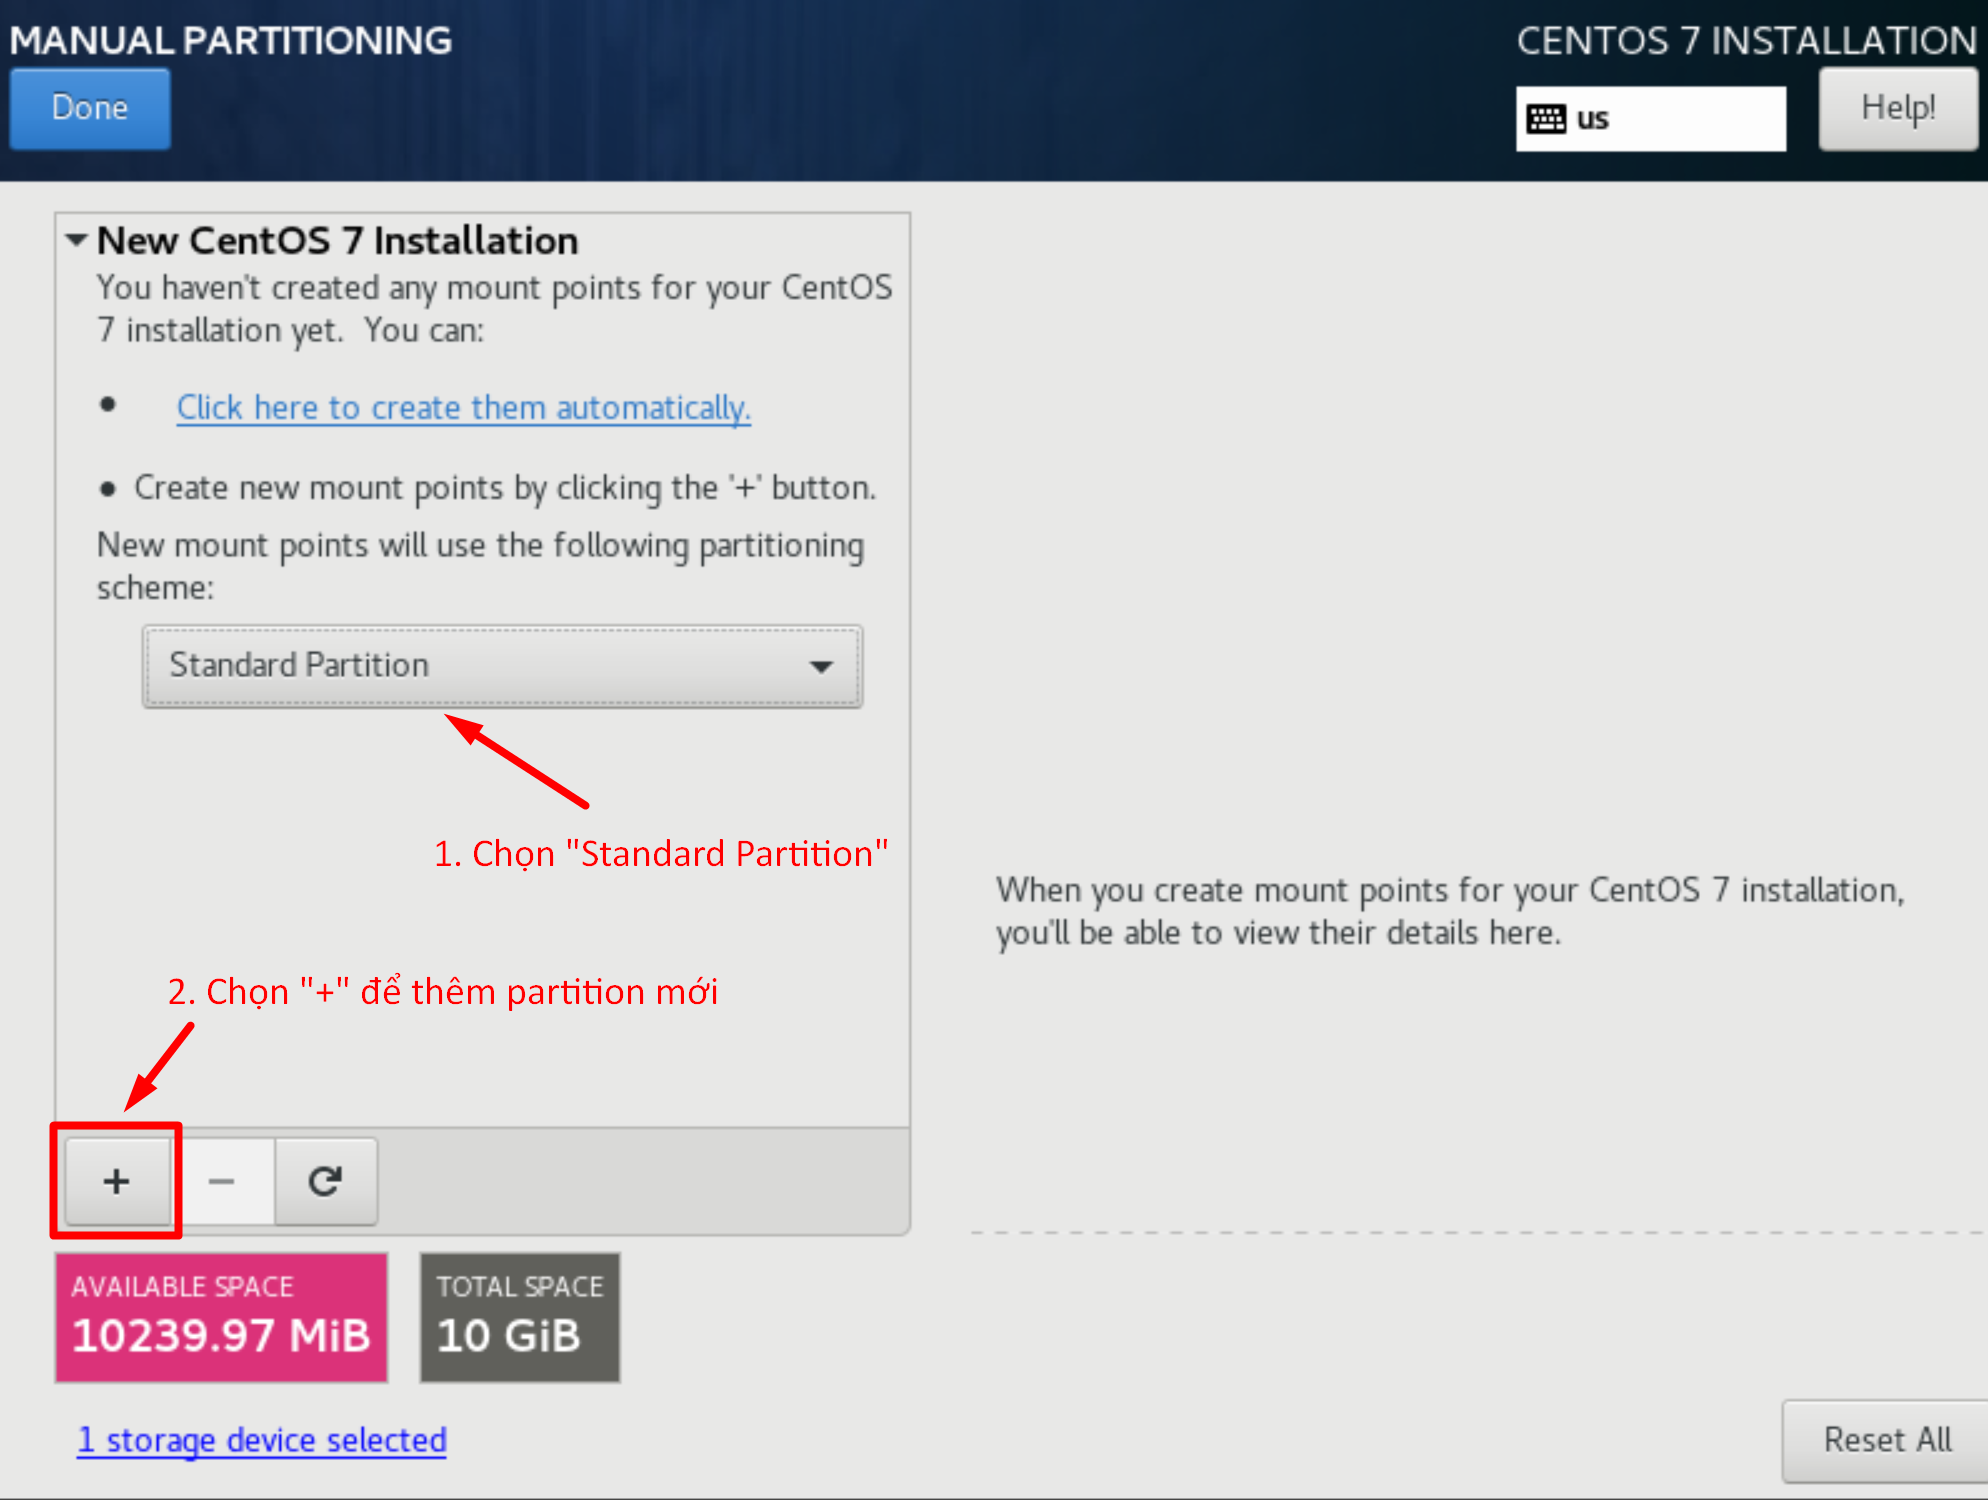 MANUAL PARTITIONING
CENTOS 7 INSTALLATION
Done
us
Help!
New CentOS 7 Installation
You haven't created any mount points for your CentOS
7 installation yet. You can:
• Click here to create them automatically.
• Create new mount points by clicking the '+' button.
New mount points will use the following partitioning
scheme:
Standard Partition
1. Chọn "Standard Partition"
When you create mount points for your CentOS 7 installation,
you'll be able to view their details here.
2. Chọn "+" để thêm partition mới
+ −
AVAILABLE SPACE
10239.97 MiB
TOTAL SPACE
10 GiB
1 storage device selected
Reset All